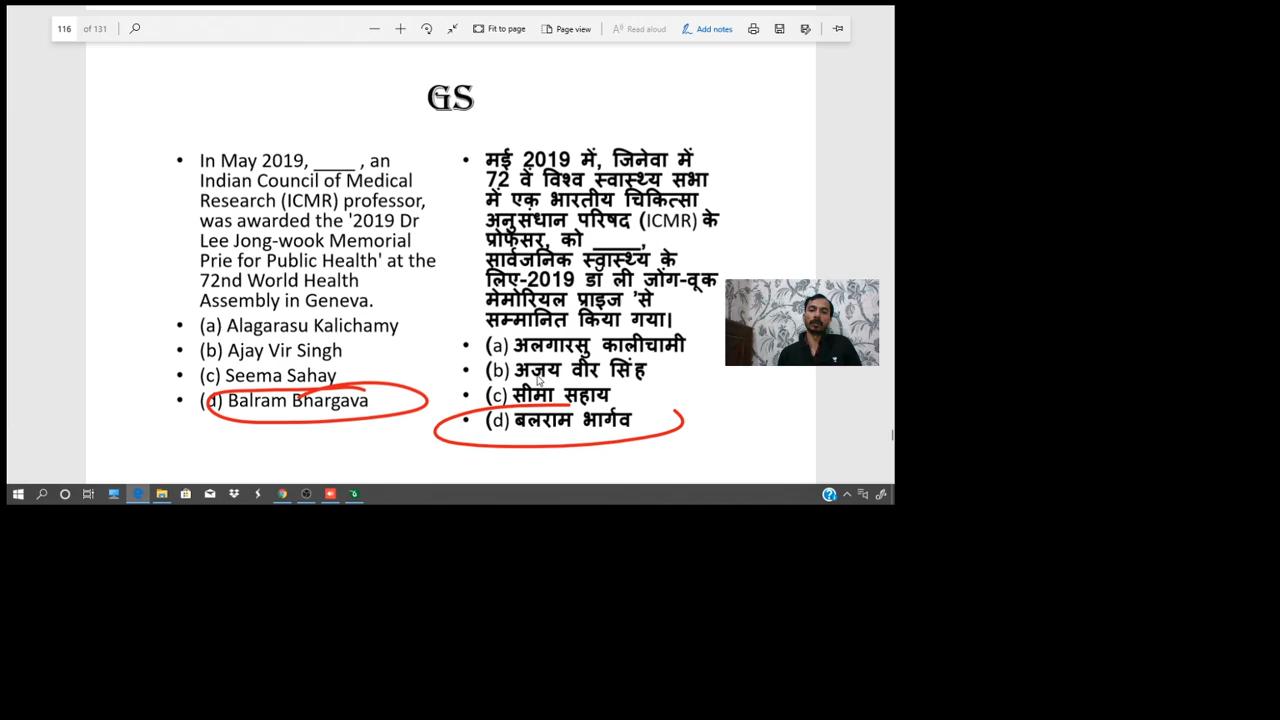 116 of 131
Fit to page
Page view
Read aloud
Add notes
GS
• In May 2019, ____ , an
Indian Council of Medical
Research (ICMR) professor,
was awarded the '2019 Dr
Lee Jong-wook Memorial
Prie for Public Health' at the
72nd World Health
Assembly in Geneva.
• (a) Alagarasu Kalichamy
• (b) Ajay Vir Singh
• (c) Seema Sahay
• (d) Balram Bhargava
• मई 2019 में, जिनेवा में
72 वें विश्व स्वास्थ्य सभा
में एक भारतीय चिकित्सा
अनुसंधान परिषद (ICMR) के
प्रोफेसर, को ____,
सार्वजनिक स्वास्थ्य के
लिए-2019 डॉ ली जोंग-वूक
मेमोरियल प्राइज 'से
सम्मानित किया गया।
• (a) अलगारसु कालीचामी
• (b) अजय वीर सिंह
• (c) सीमा सहाय
• (d) बलराम भार्गव